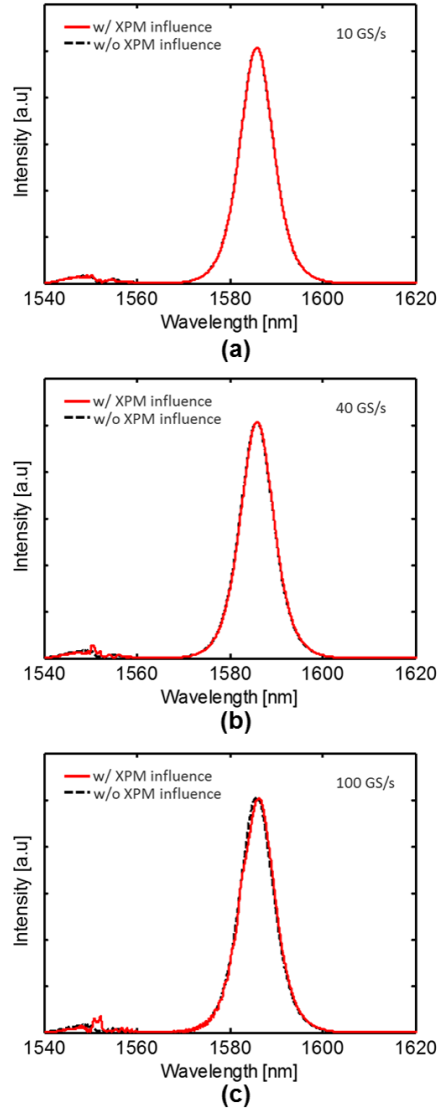 w/ XPM influence
w/o XPM influence
10 GS/s
Intensity [a.u]
1540 1560 1580 1600 1620
Wavelength [nm]
(a)
w/ XPM influence
w/o XPM influence
40 GS/s
Intensity [a.u]
1540 1560 1580 1600 1620
Wavelength [nm]
(b)
w/ XPM influence
w/o XPM influence
100 GS/s
Intensity [a.u]
1540 1560 1580 1600 1620
Wavelength [nm]
(c)